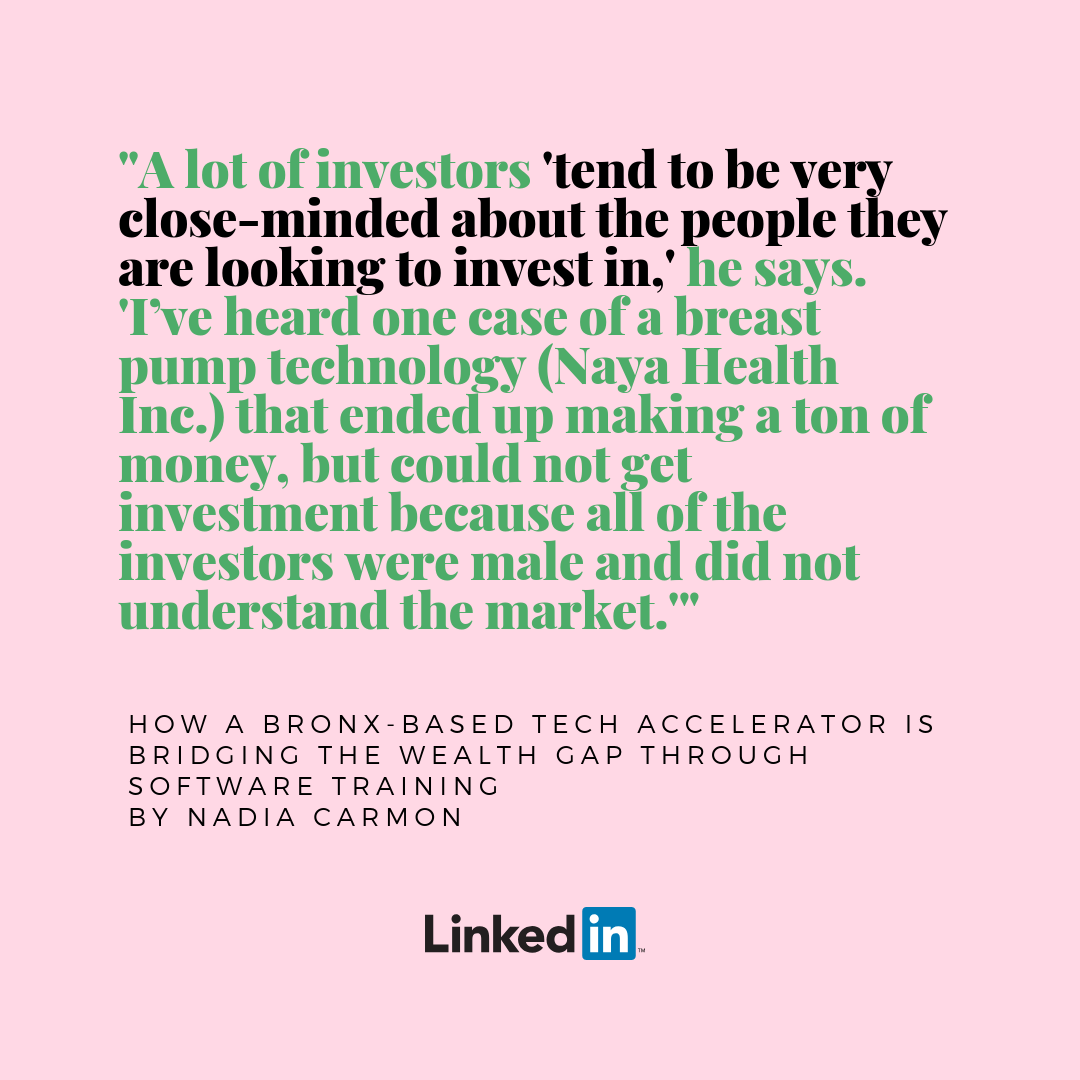 "A lot of investors 'tend to be very
close-minded about the people they
are looking to invest in,' he says.
'I’ve heard one case of a breast
pump technology (Naya Health
Inc.) that ended up making a ton of
money, but could not get
investment because all of the
investors were male and did not
understand the market.'"
HOW A BRONX-BASED TECH ACCELERATOR IS
BRIDGING THE WEALTH GAP THROUGH
SOFTWARE TRAINING
BY NADIA CARMON
Linked in™